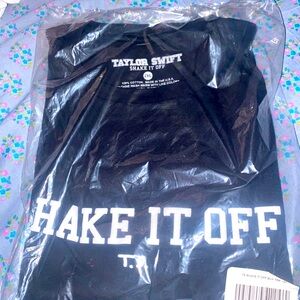 TAYLOR SWIFT
SHAKE IT OFF
100% COTTON. MADE IN THE U.S.A.
HAKE IT OFF
T.